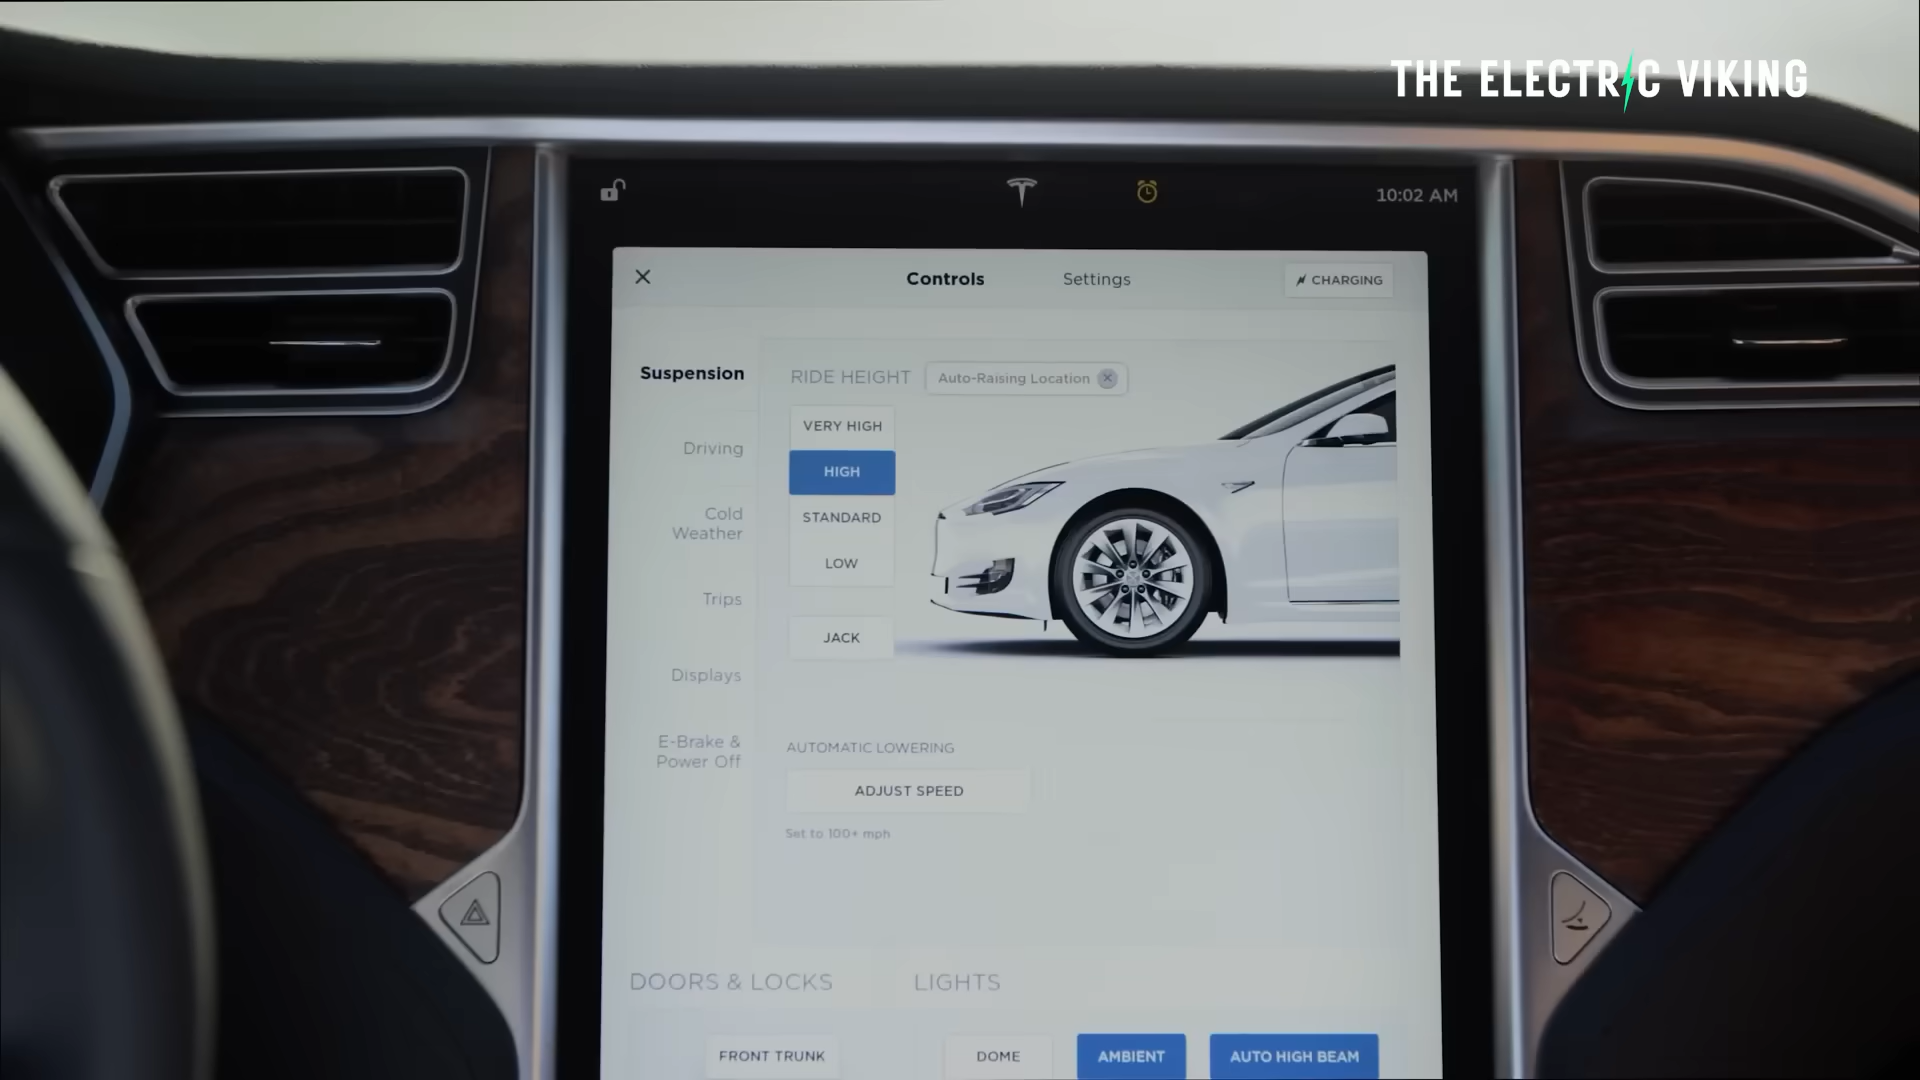 THE ELECTRIC VIKING
10:02 AM
Controls
Settings
CHARGING
Suspension
RIDE HEIGHT
Auto-Raising Location
VERY HIGH
Driving
HIGH
Cold
Weather
STANDARD
LOW
Trips
JACK
Displays
E-Brake &
Power Off
AUTOMATIC LOWERING
ADJUST SPEED
Set to 100+ mph
DOORS & LOCKS
LIGHTS
FRONT TRUNK
DOME
AMBIENT
AUTO HIGH BEAM